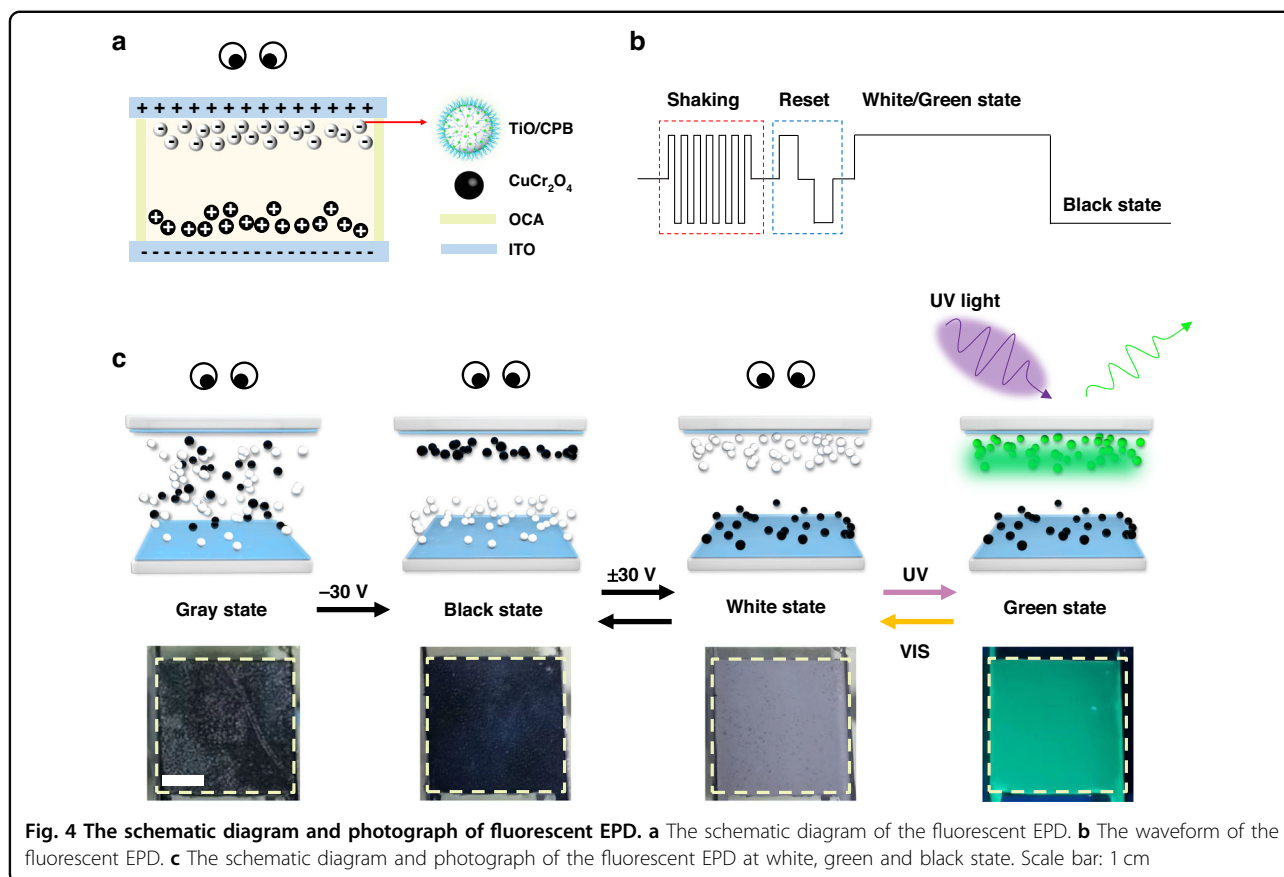 a
+ + + + + + + + + + + + + +
TiO/CPB
CuCr₂O₄
OCA
ITO
b
Shaking
Reset
White/Green state
Black state
UV light
c
Gray state
–30 V
Black state
±30 V
White state
UV
VIS
Green state
Fig. 4 The schematic diagram and photograph of fluorescent EPD. a The schematic diagram of the fluorescent EPD. b The waveform of the
fluorescent EPD. c The schematic diagram and photograph of the fluorescent EPD at white, green and black state. Scale bar: 1 cm